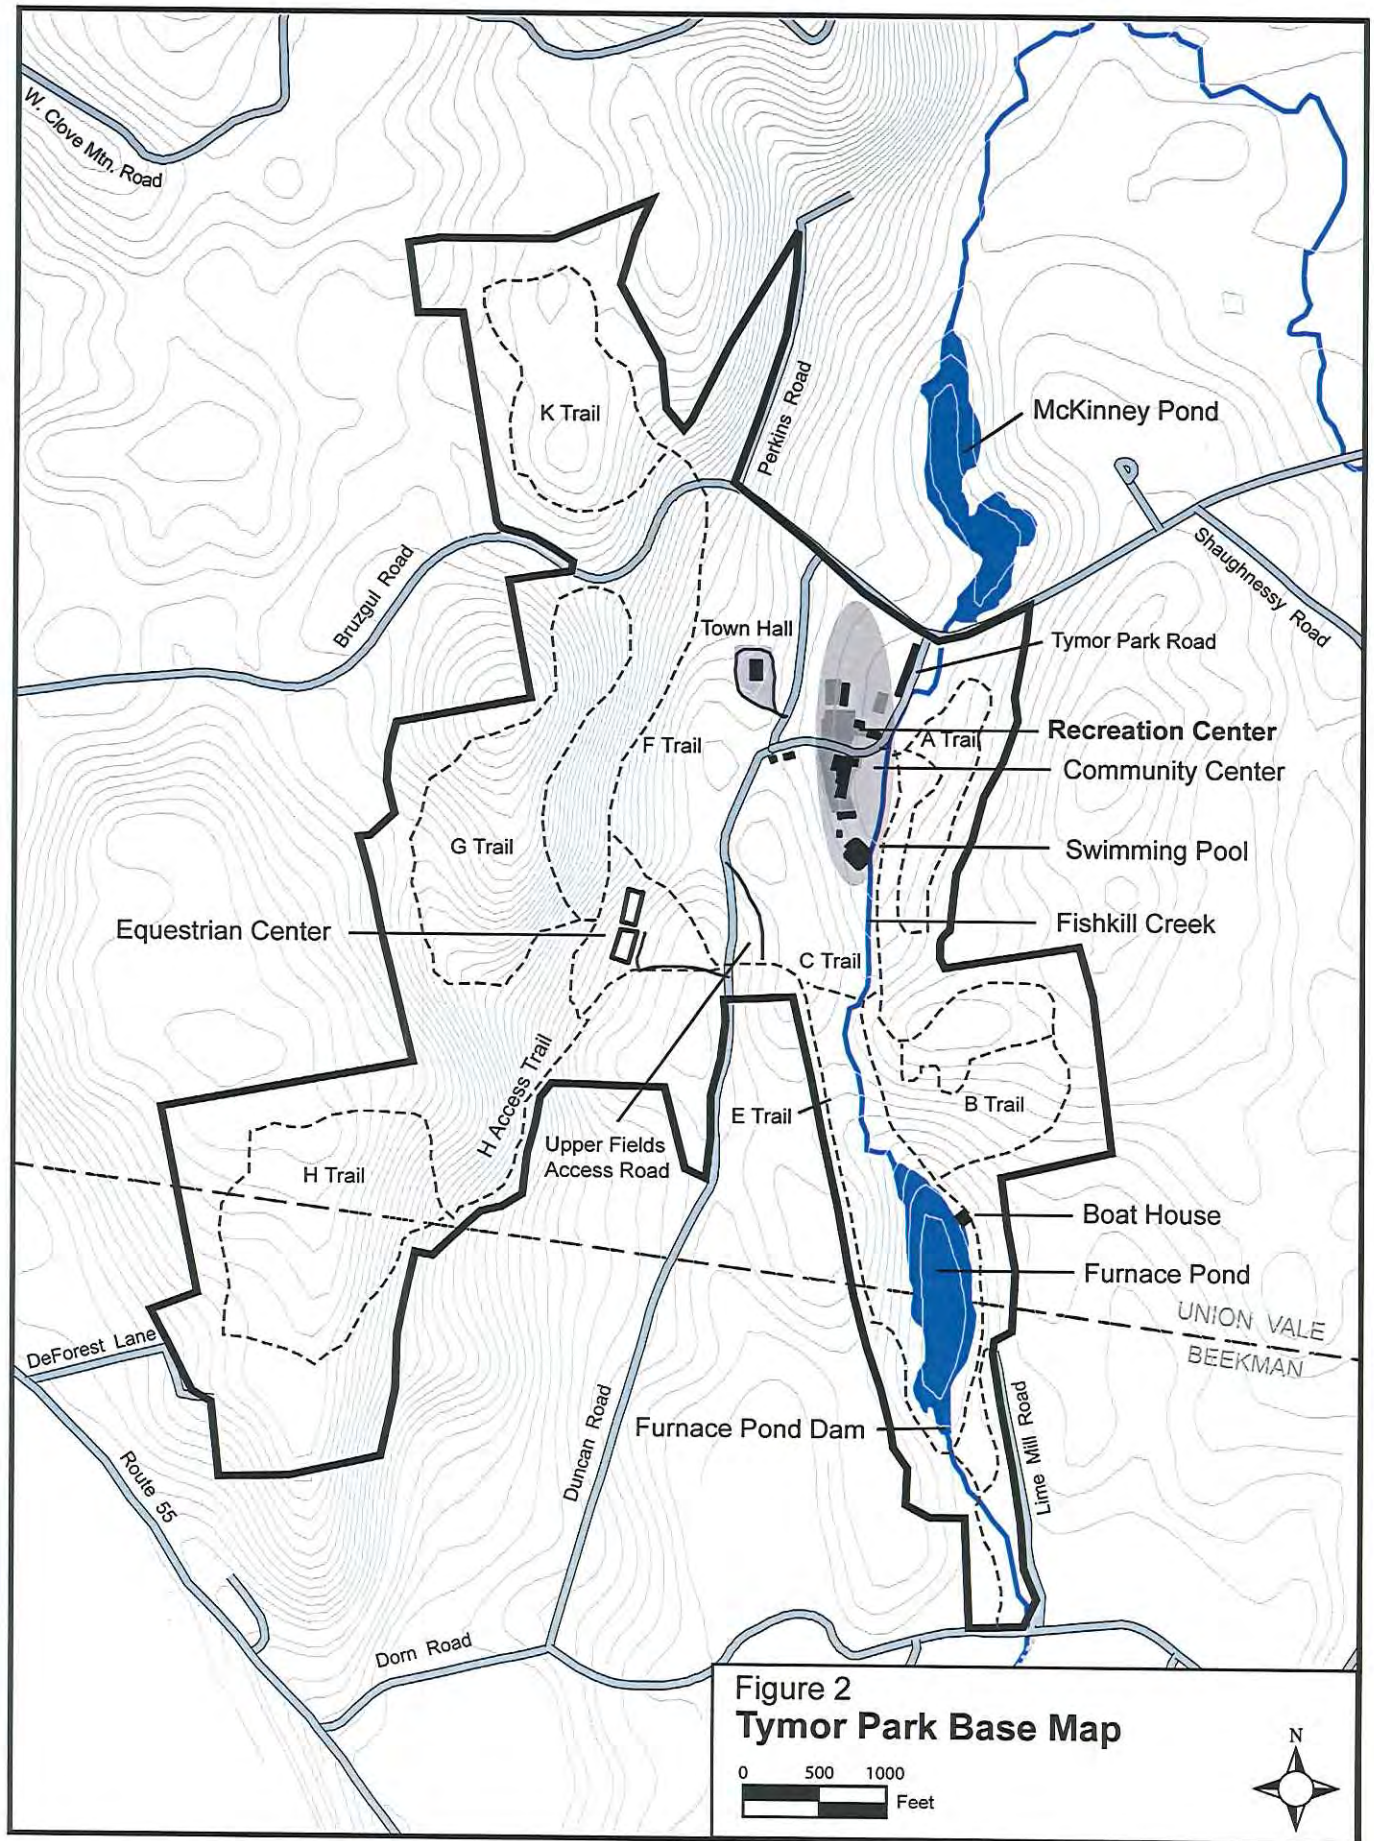 W. Clove Mtn. Road
K Trail
Perkins Road
McKinney Pond
Shaughnessy Road
Bruzgul Road
Town Hall
Tymor Park Road
Recreation Center
A Trail
F Trail
Community Center
G Trail
Swimming Pool
Equestrian Center
Fishkill Creek
C Trail
H Access Trail
E Trail
B Trail
Upper Fields
Access Road
H Trail
Boat House
Furnace Pond
UNION VALE
BEEKMAN
DeForest Lane
Duncan Road
Furnace Pond Dam
Lime Mill Road
Route 55
Dorn Road
Figure 2
Tymor Park Base Map
0 500 1000
Feet
N